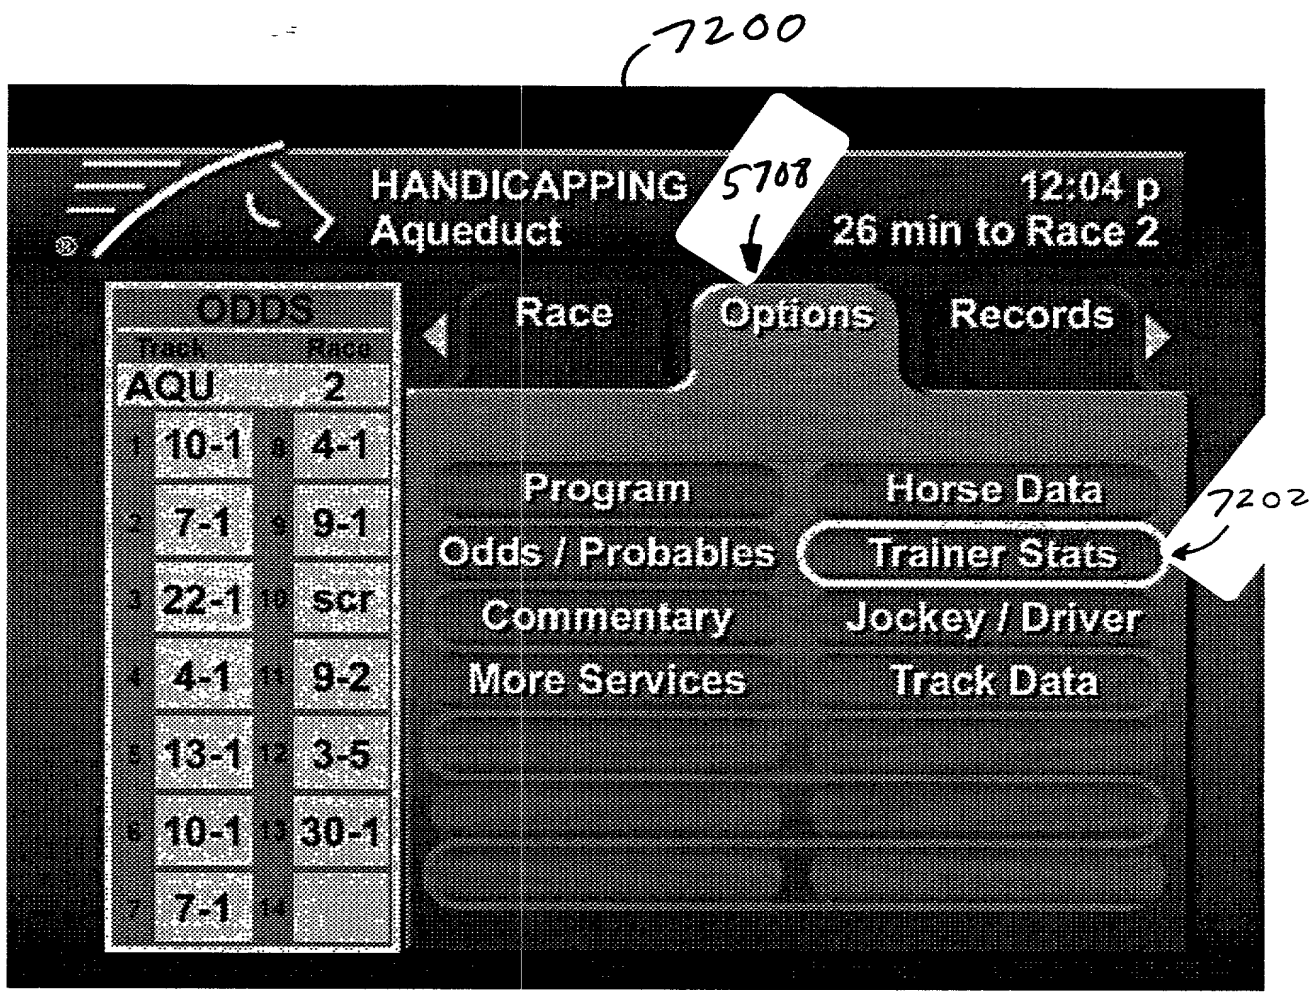 7200
HANDICAPPING
Aqueduct
5708
12:04 p
26 min to Race 2
ODDS
Track Race
AQU 2
1 10-1 8 4-1
2 7-1 9 9-1
3 22-1 10 scr
4 4-1 11 9-2
5 13-1 12 3-5
6 10-1 13 30-1
7 7-1 14
Race Options Records
Program Horse Data
7202
Odds / Probables Trainer Stats
Commentary Jockey / Driver
More Services Track Data